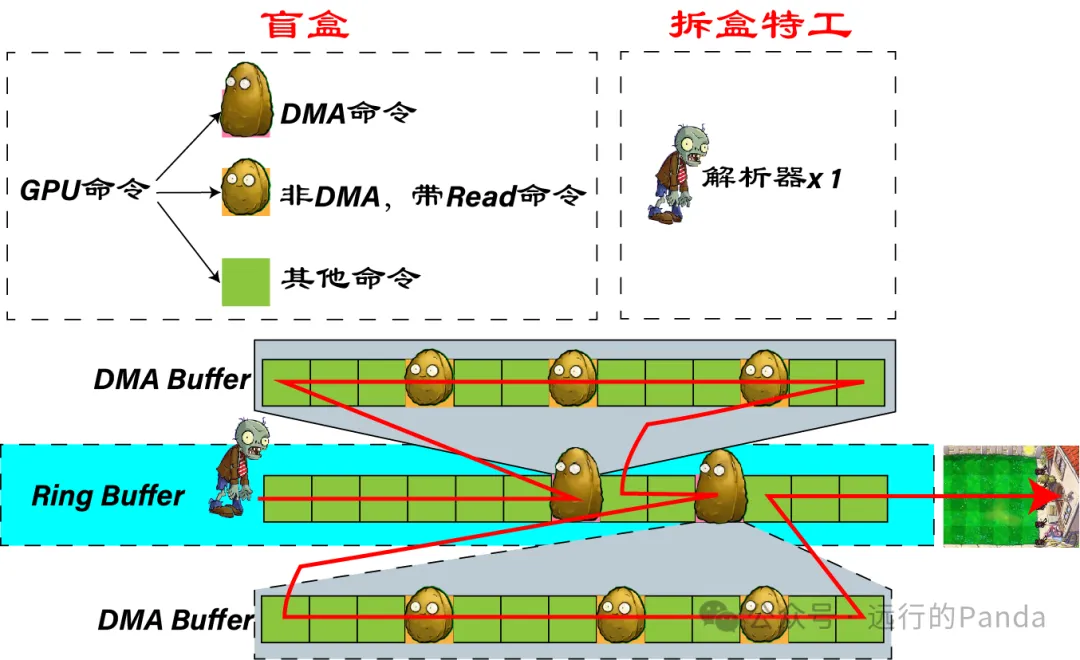 盲盒
拆盒特工
DMA命令
GPU命令
非DMA，带Read命令
其他命令
解析器x 1
DMA Buffer
Ring Buffer
DMA Buffer
公众号·远行的Panda